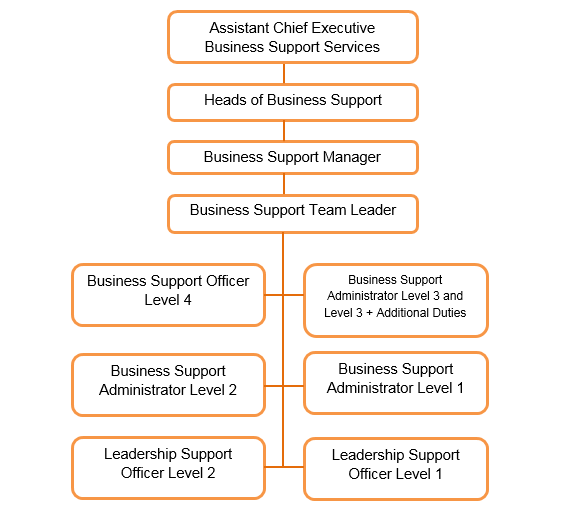 Assistant Chief Executive
Business Support Services
Heads of Business Support
Business Support Manager
Business Support Team Leader
Business Support Officer
Level 4
Business Support
Administrator Level 3 and
Level 3 + Additional Duties
Business Support
Administrator Level 2
Business Support
Administrator Level 1
Leadership Support
Officer Level 2
Leadership Support
Officer Level 1